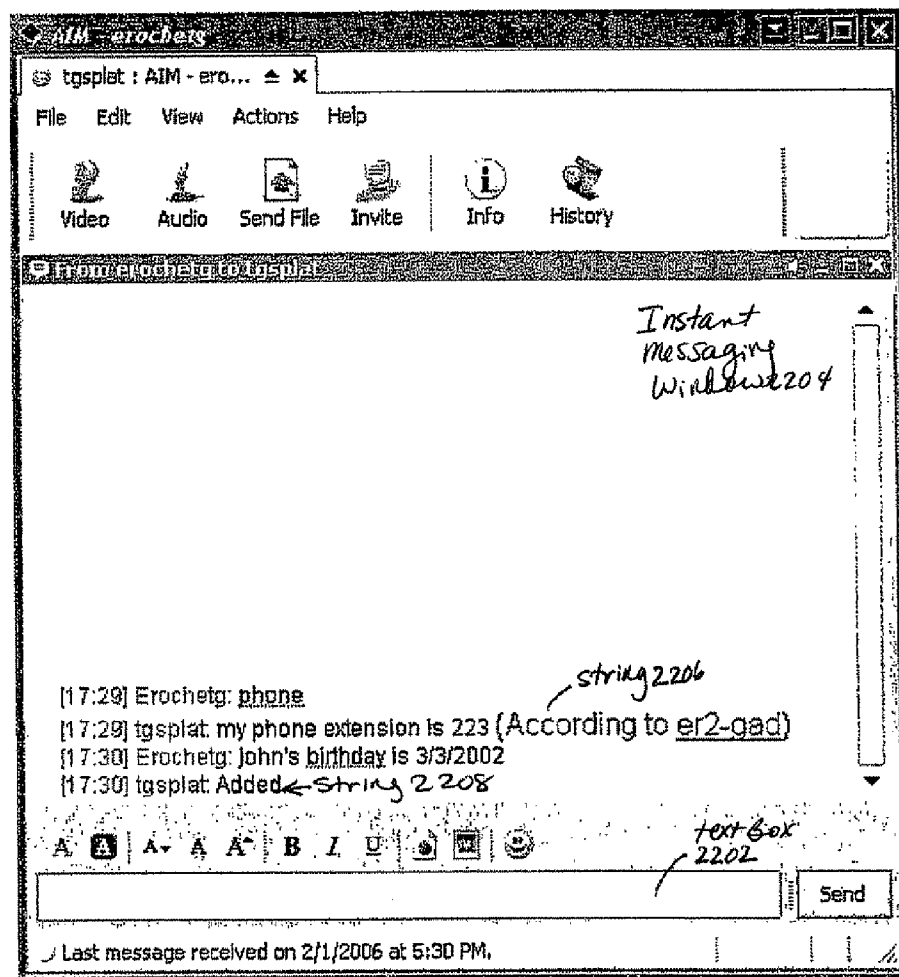 AIM - erochetg
tgsplat : AIM - ero...
File Edit View Actions Help
Video Audio Send File Invite Info History
From erochetg to tgsplat
Instant
messaging
Window 2204
string 2206
[17:29] Erochetg: phone
[17:29] tgsplat: my phone extension is 223 (According to er2-gad)
[17:30] Erochetg: john's birthday is 3/3/2002
[17:30] tgsplat: Added string 2208
text box
2202
A A A A A B I U
Send
Last message received on 2/1/2006 at 5:30 PM.